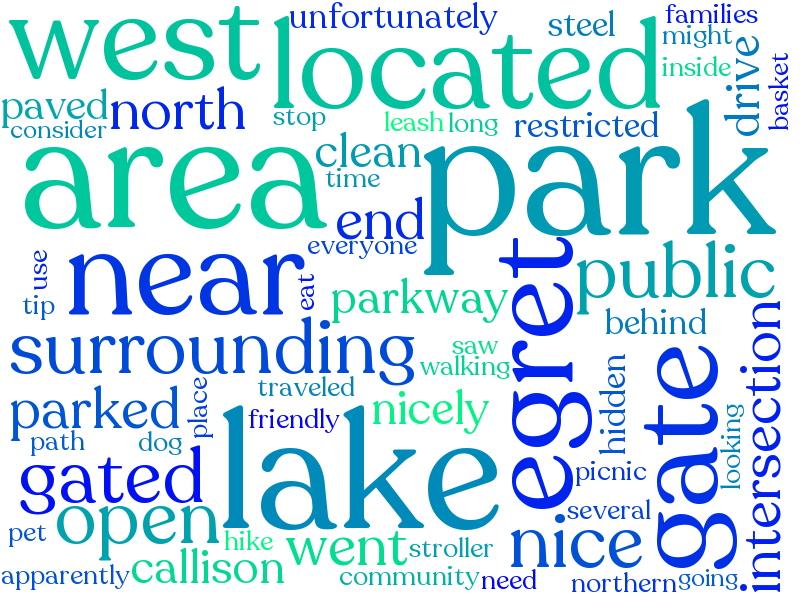 unfortunately
families
west
located
steel
might
drive
inside
basket
paved
north
stop
leash
long
restricted
consider
area
clean
park
time
end
everyone
near
egret
public
use
eat
tip
parkway
behind
intersection
surrounding
saw
walking
gate
hidden
traveled
place
parked
friendly
nicely
looking
path
dog
lake
gated
picnic
several
pet
open
hike
went
stroller
nice
apparently
callison
community
need
northern
going